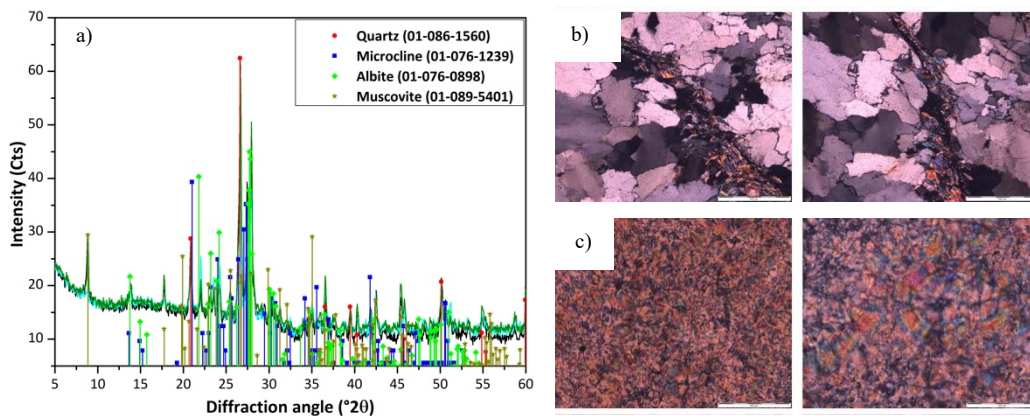 a)
Quartz (01-086-1560)
Microcline (01-076-1239)
Albite (01-076-0898)
Muscovite (01-089-5401)
Intensity (Cts)
70
60
50
40
30
20
10
5 10 15 20 25 30 35 40 45 50 55 60
Diffraction angle (°2θ)
b)
c)